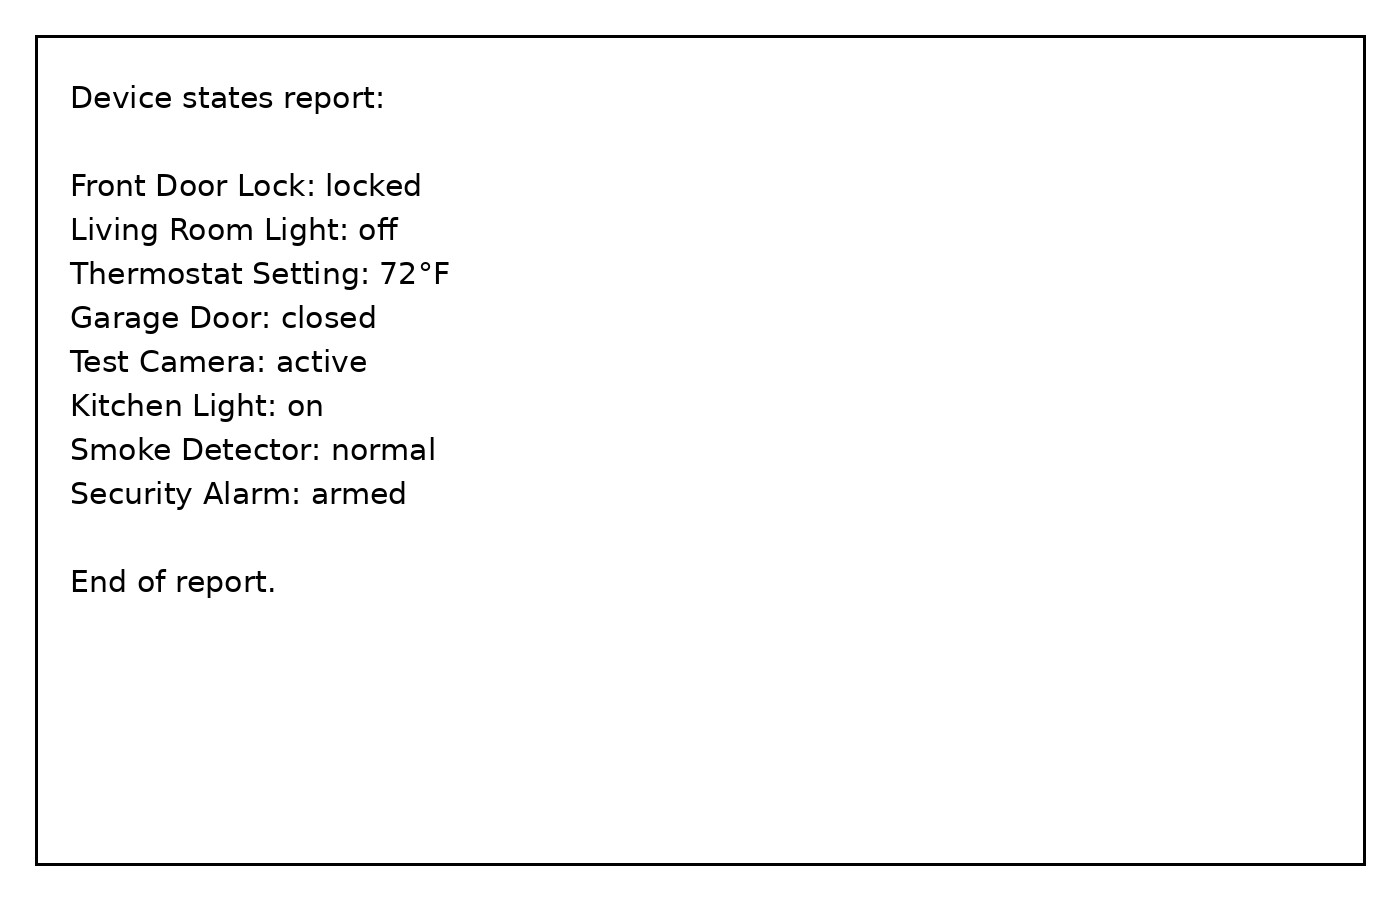 Device states report:
Front Door Lock: locked
Living Room Light: off
Thermostat Setting: 72°F
Garage Door: closed
Test Camera: active
Kitchen Light: on
Smoke Detector: normal
Security Alarm: armed
End of report.